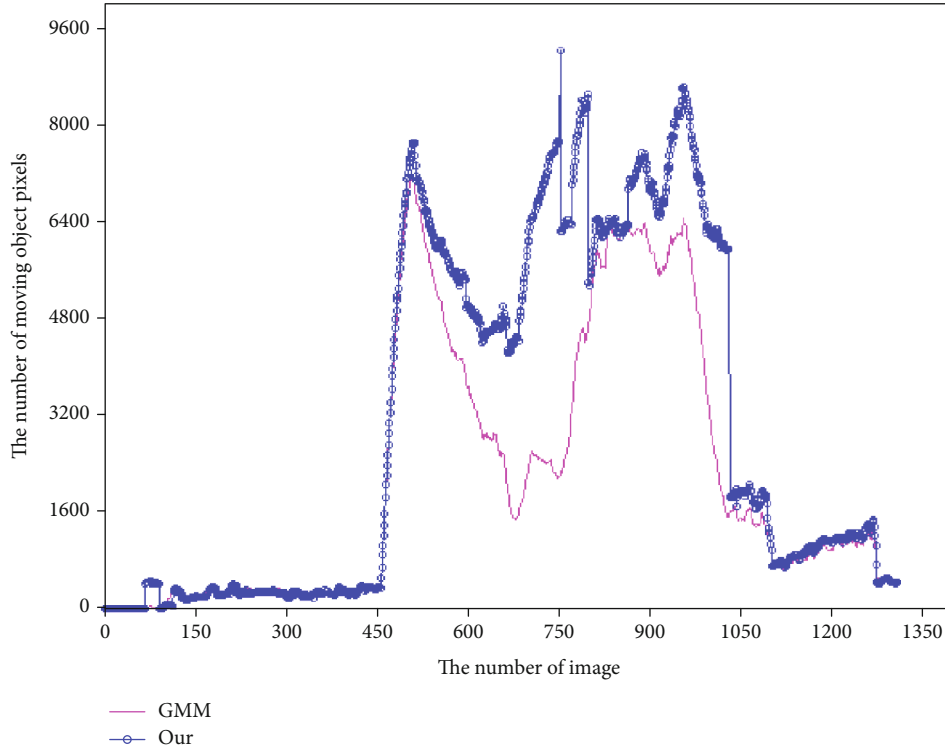 9600
8000
6400
4800
3200
1600
0
The number of moving object pixels
0 150 300 450 600 750 900 1050 1200 1350
The number of image
GMM
Our